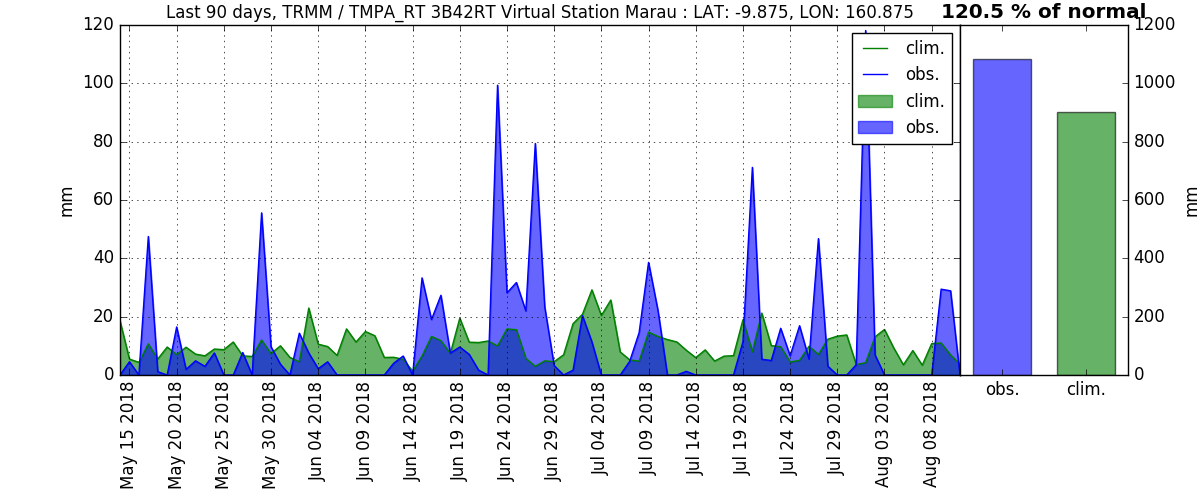 Last 90 days, TRMM / TMPA_RT 3B42RT Virtual Station Marau : LAT: -9.875, LON: 160.875
120.5 % of normal
120
100
80
60
40
20
0
mm
clim.
obs.
clim.
obs.
1200
1000
800
600
400
200
0
mm
May 15 2018
May 20 2018
May 25 2018
May 30 2018
Jun 04 2018
Jun 09 2018
Jun 14 2018
Jun 19 2018
Jun 24 2018
Jun 29 2018
Jul 04 2018
Jul 09 2018
Jul 14 2018
Jul 19 2018
Jul 24 2018
Jul 29 2018
Aug 03 2018
Aug 08 2018
obs.
clim.